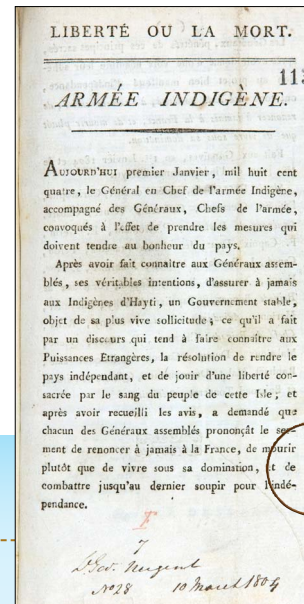 LIBERTÉ OU LA MORT.
113
ARMÉE INDIGÈNE.
AUJOURD'HUI premier Janvier, mil huit cent
quatre, le Général en Chef de l'armée Indigène,
accompagné des Généraux, Chefs de l'armée,
convoqués à l'effet de prendre les mesures qui
doivent tendre au bonheur du pays.
Après avoir fait connaître aux Généraux assem-
blés, ses véritables intentions, d'assurer à jamais
aux Indigènes d'Hayti, un Gouvernement stable,
objet de sa plus vive sollicitude; ce qu'il a fait
par un discours qui tend à faire connaître aux
Puissances Etrangères, la résolution de rendre le
pays indépendant, et de jouir d'une liberté con-
sacrée par le sang du peuple de cette Isle; et
après avoir recueilli les avis, a demandé que
chacun des Généraux assemblés prononçât le ser-
ment de renoncer à jamais à la France, de mourir
plutôt que de vivre sous sa domination, et de
combattre jusqu'au dernier soupir pour l'indé-
pendance.
Nugent
No 28 10 March 1804